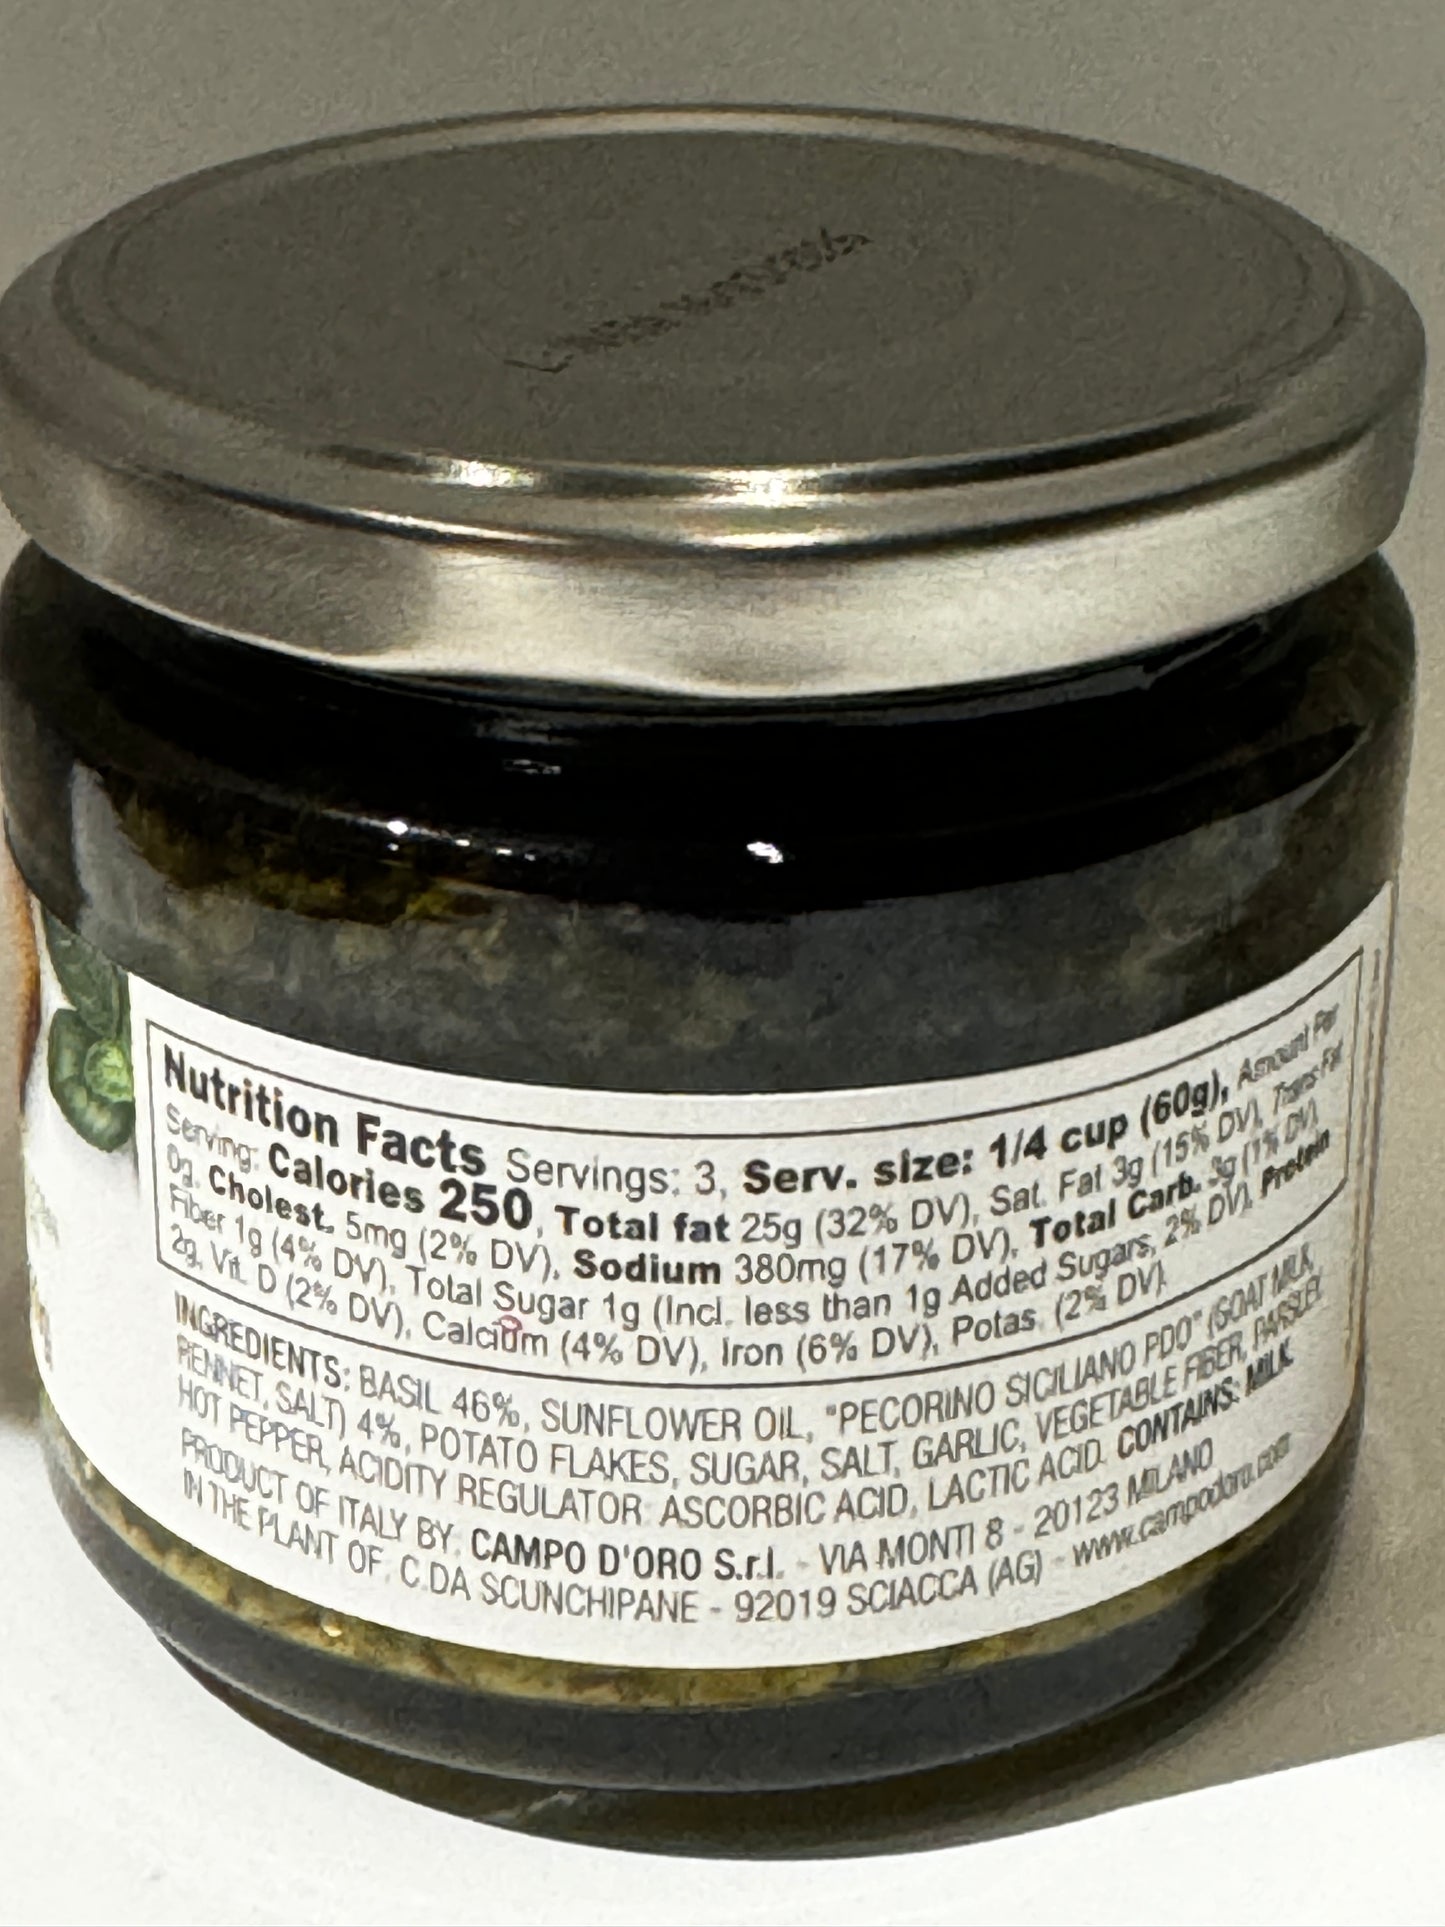 Nutrition Facts Servings: 3, Serv. size: 1/4 cup (60g), Amount Per
Serving: Calories 250, Total fat 25g (32% DV), Sat. Fat 3g (15% DV), Trans Fat
0g, Cholest. 5mg (2% DV), Sodium 380mg (17% DV), Total Carb. 3g (1% DV),
Fiber 1g (4% DV), Total Sugar 1g (Incl. less than 1g Added Sugars, 2% DV), Protein
2g, Vit. D (2% DV), Calcium (4% DV), Iron (6% DV), Potas. (2% DV).
INGREDIENTS: BASIL 46%, SUNFLOWER OIL, "PECORINO SICILIANO PDO" (GOAT MILK,
RENNET, SALT) 4%, POTATO FLAKES, SUGAR, SALT, GARLIC, VEGETABLE FIBER, PARSLEY,
HOT PEPPER, ACIDITY REGULATOR: ASCORBIC ACID, LACTIC ACID. CONTAINS: MILK.
PRODUCT OF ITALY BY: CAMPO D'ORO S.r.l. - VIA MONTI 8 - 20123 MILANO
IN THE PLANT OF: C.DA SCUNCHIPANE - 92019 SCIACCA (AG) - www.campodoro.com